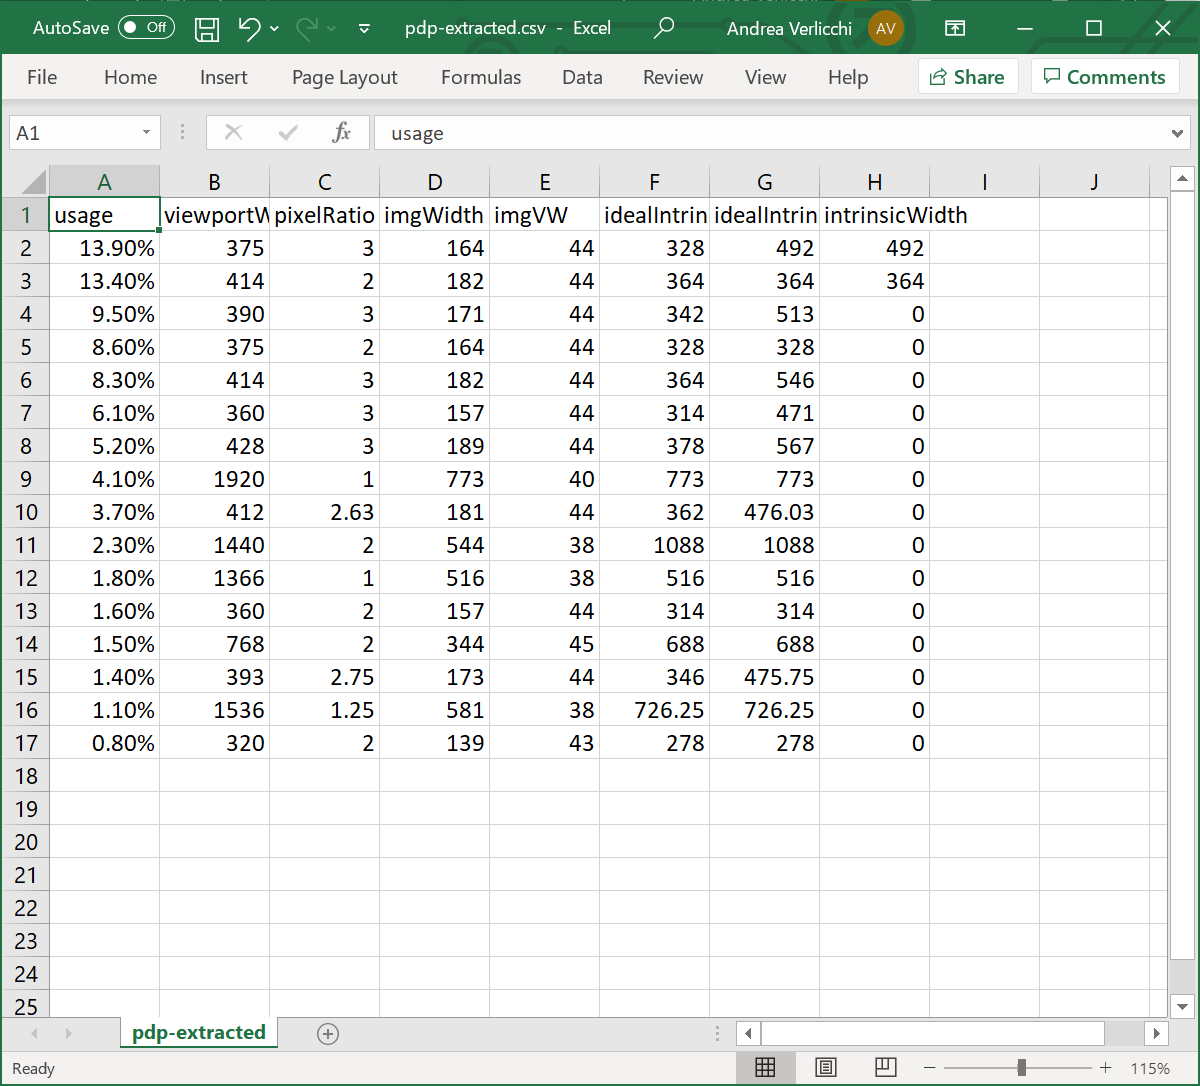 AutoSave Off pdp-extracted.csv - Excel Andrea Verlicchi AV
File Home Insert Page Layout Formulas Data Review View Help Share Comments
A1 fx usage
A B C D E F G H I J
1 usage viewportW pixelRatio imgWidth imgVW idealIntrin idealIntrin intrinsicWidth
2 13.90% 375 3 164 44 328 492 492
3 13.40% 414 2 182 44 364 364 364
4 9.50% 390 3 171 44 342 513 0
5 8.60% 375 2 164 44 328 328 0
6 8.30% 414 3 182 44 364 546 0
7 6.10% 360 3 157 44 314 471 0
8 5.20% 428 3 189 44 378 567 0
9 4.10% 1920 1 773 40 773 773 0
10 3.70% 412 2.63 181 44 362 476.03 0
11 2.30% 1440 2 544 38 1088 1088 0
12 1.80% 1366 1 516 38 516 516 0
13 1.60% 360 2 157 44 314 314 0
14 1.50% 768 2 344 45 688 688 0
15 1.40% 393 2.75 173 44 346 475.75 0
16 1.10% 1536 1.25 581 38 726.25 726.25 0
17 0.80% 320 2 139 43 278 278 0
18
19
20
21
22
23
24
25
pdp-extracted
Ready 115%